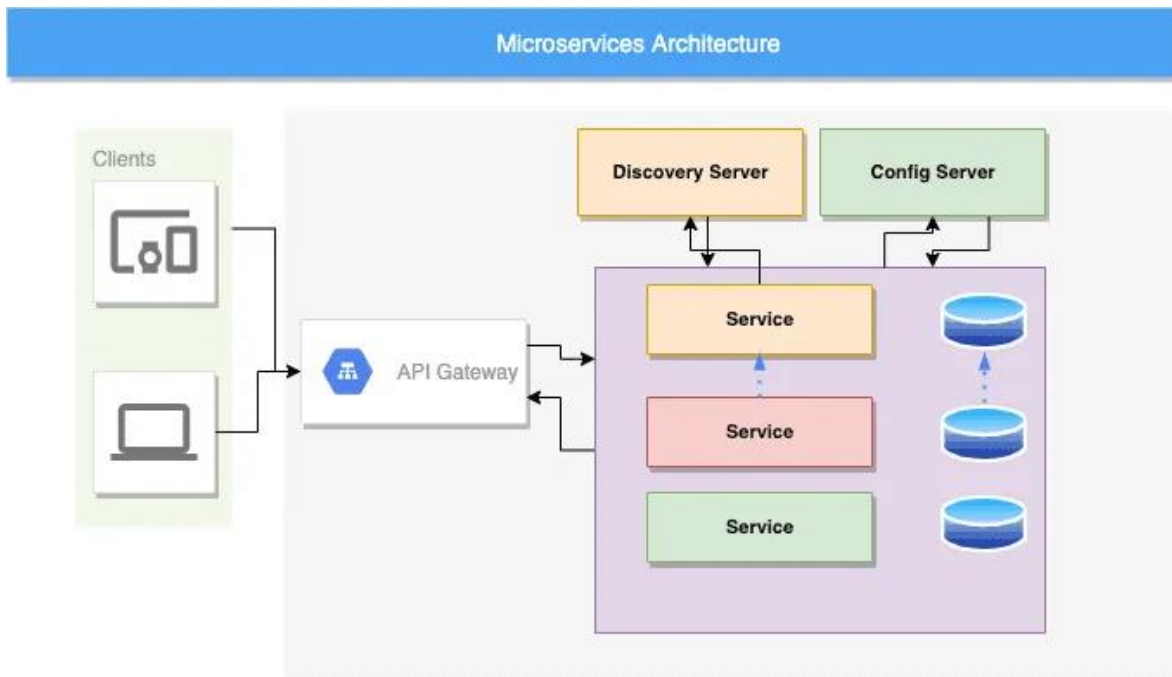 Microservices Architecture
Clients
Discovery Server
Config Server
Service
API Gateway
Service
Service